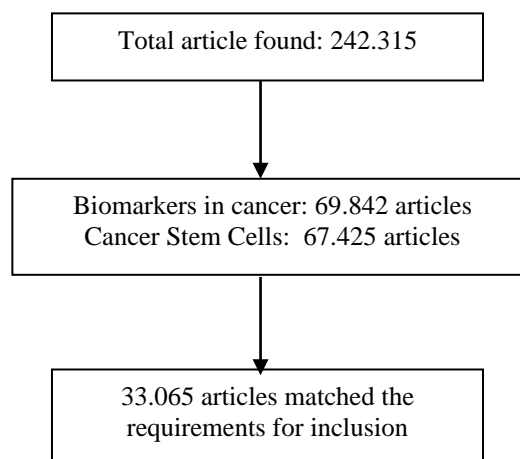 Total article found: 242.315
Biomarkers in cancer: 69.842 articles
Cancer Stem Cells:  67.425 articles
33.065 articles matched the
requirements for inclusion